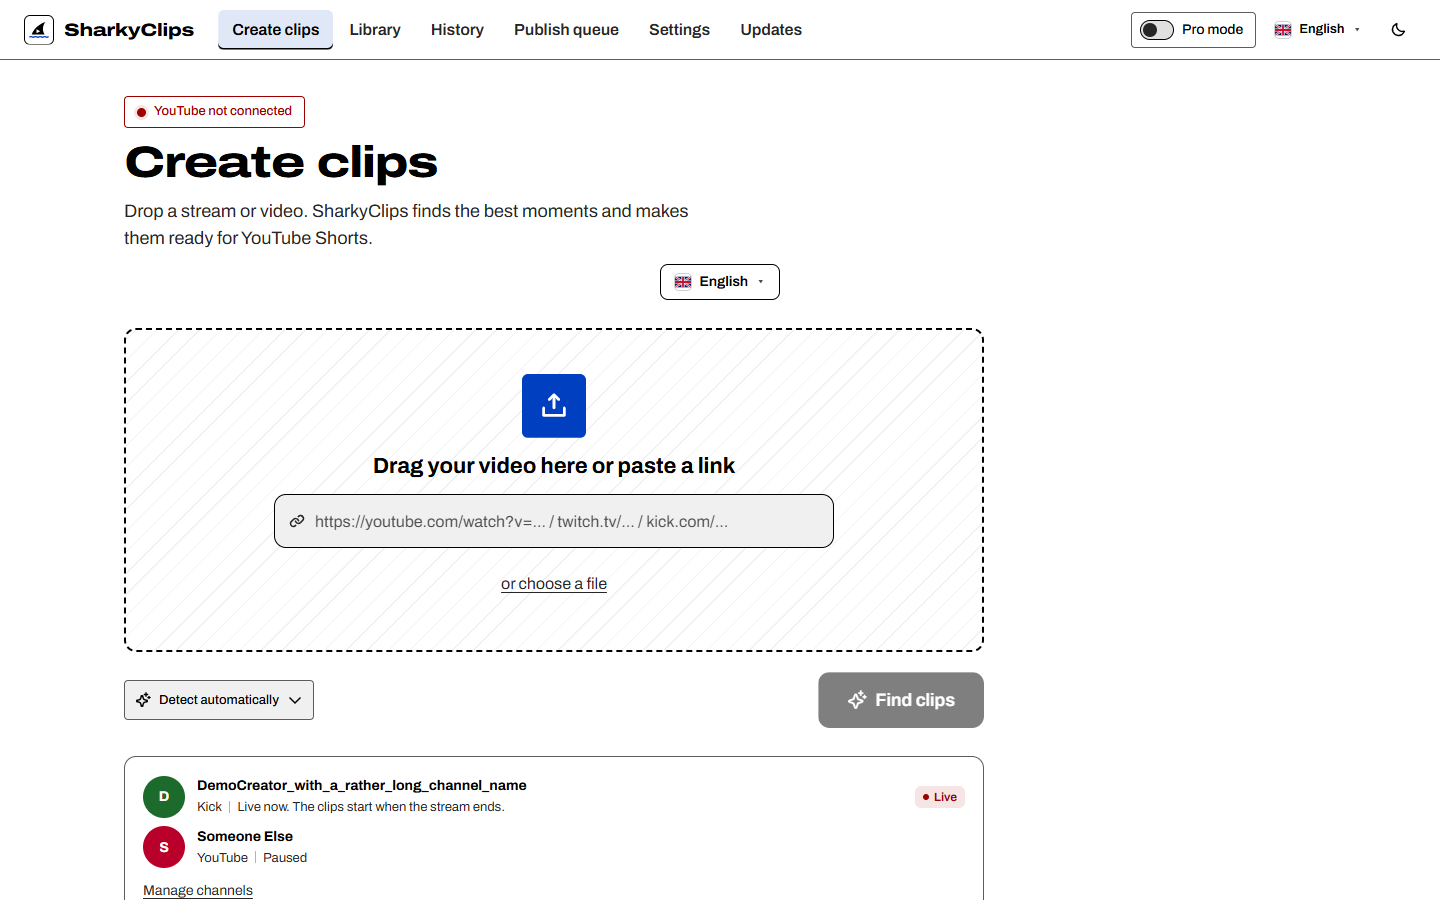 SharkyClips
Create clips
Library
History
Publish queue
Settings
Updates
Pro mode
English
YouTube not connected
Create clips
Drop a stream or video. SharkyClips finds the best moments and makes
them ready for YouTube Shorts.
English
Drag your video here or paste a link
https://youtube.com/watch?v=... / twitch.tv/... / kick.com/...
or choose a file
Detect automatically
Find clips
D
DemoCreator_with_a_rather_long_channel_name
Kick | Live now. The clips start when the stream ends.
Live
S
Someone Else
YouTube | Paused
Manage channels